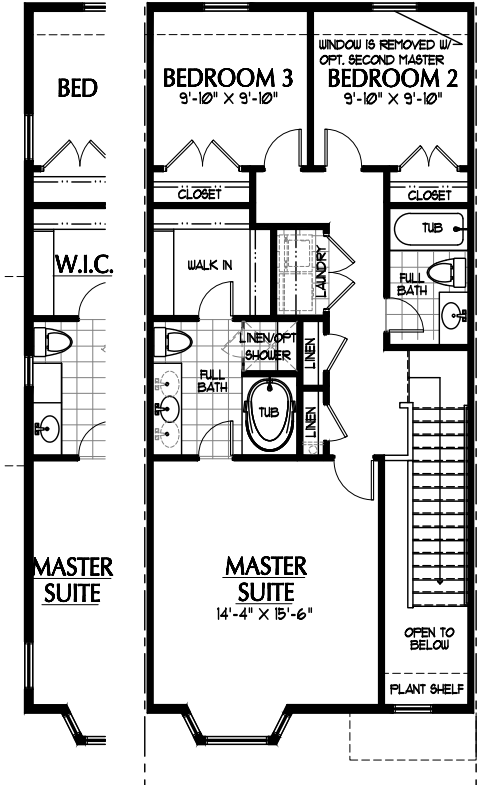 WINDOW IS REMOVED W/
OPT. SECOND MASTER
BED
BEDROOM 3
9'-10" X 9'-10"
BEDROOM 2
9'-10" X 9'-10"
CLOSET
CLOSET
W.I.C.
WALK IN
LAUNDRY
TUB
FULL
BATH
LINEN/OPT
SHOWER
LINEN
FULL
BATH
TUB
LINEN
MASTER
SUITE
MASTER
SUITE
14'-4" X 15'-6"
OPEN TO
BELOW
PLANT SHELF